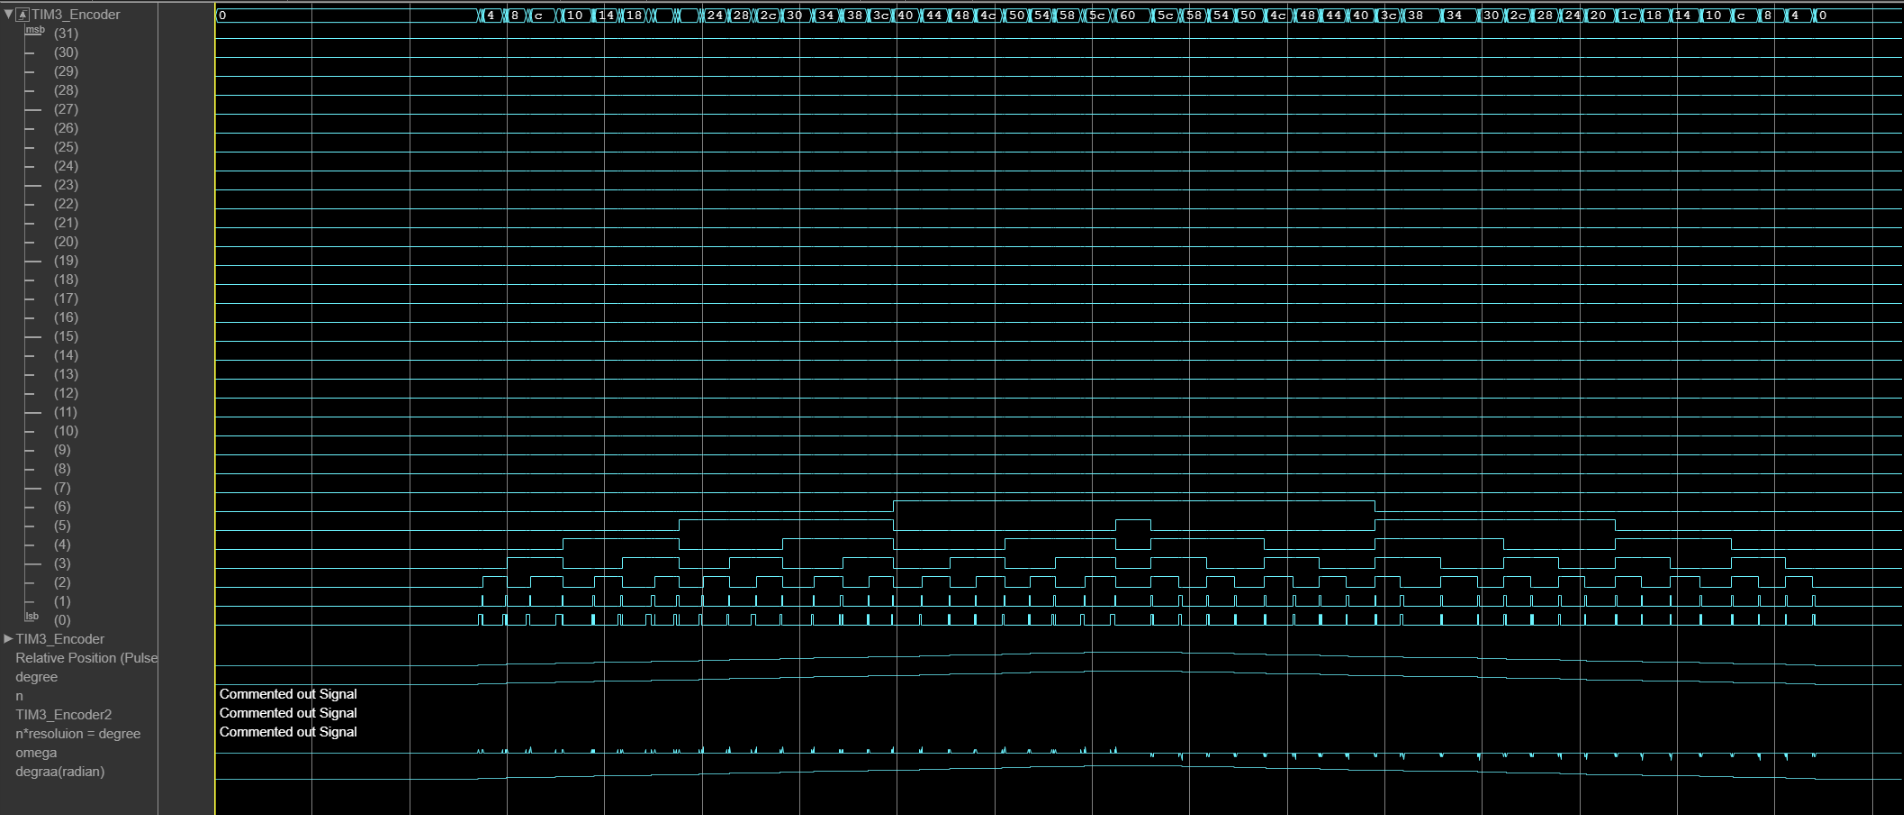 TIM3_Encoder 0 4 8 c 10 14 18 24 28 2c 30 34 38 3c 40 44 48 4c 50 54 58 5c 60 5c 58 54 50 4c 48 44 40 3c 38 34 30 2c 28 24 20 1c 18 14 10 c 8 4 0
msb (31)
(30)
(29)
(28)
(27)
(26)
(25)
(24)
(23)
(22)
(21)
(20)
(19)
(18)
(17)
(16)
(15)
(14)
(13)
(12)
(11)
(10)
(9)
(8)
(7)
(6)
(5)
(4)
(3)
(2)
(1)
lsb (0)
TIM3_Encoder
Relative Position (Pulse
degree
n Commented out Signal
TIM3_Encoder2 Commented out Signal
n*resoluion = degree Commented out Signal
omega
degraa(radian)